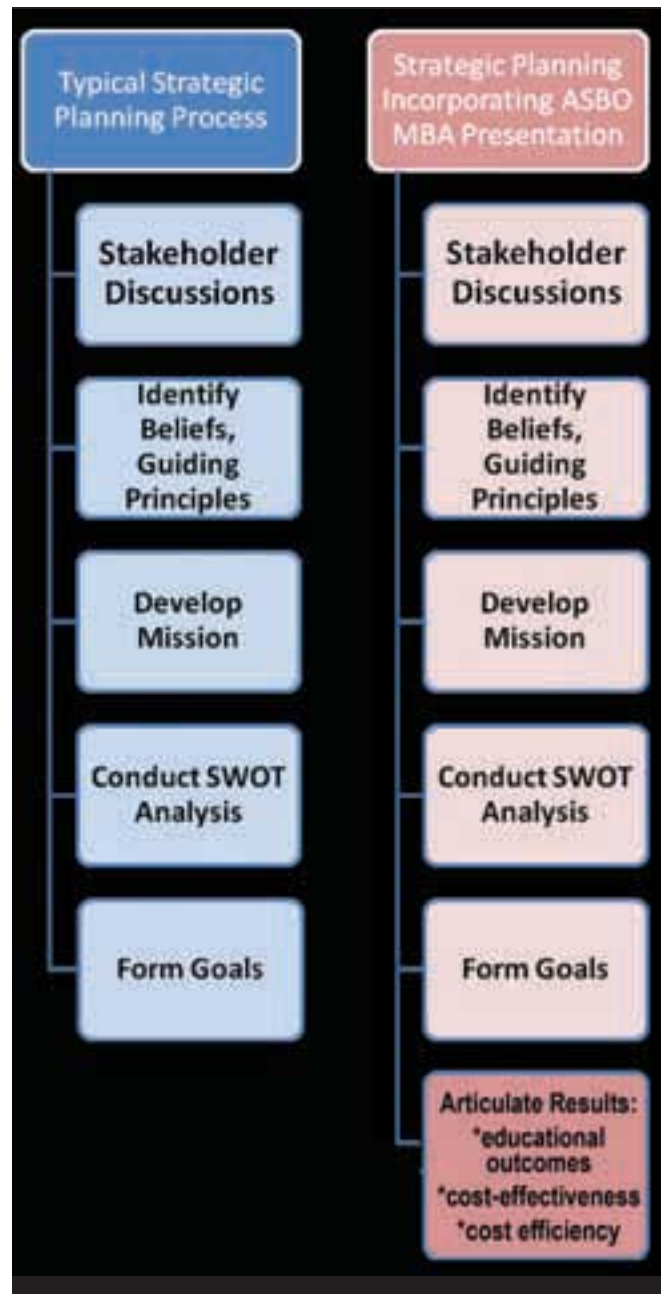 Typical Strategic
Planning Process
Stakeholder
Discussions
Identify
Beliefs,
Guiding
Principles
Develop
Mission
Conduct SWOT
Analysis
Form Goals
Strategic Planning
Incorporating ASBO
MBA Presentation
Stakeholder
Discussions
Identify
Beliefs,
Guiding
Principles
Develop
Mission
Conduct SWOT
Analysis
Form Goals
Articulate Results:
*educational
outcomes
*cost-effectiveness
*cost efficiency